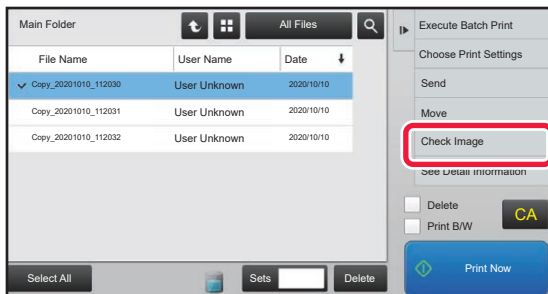 Main Folder
All Files
File Name
User Name
Date
Copy_20201010_112030
User Unknown
2020/10/10
Copy_20201010_112031
User Unknown
2020/10/10
Copy_20201010_112032
User Unknown
2020/10/10
Select All
Sets
Delete
Execute Batch Print
Choose Print Settings
Send
Move
Check Image
See Detail Information
Delete
Print B/W
CA
Print Now